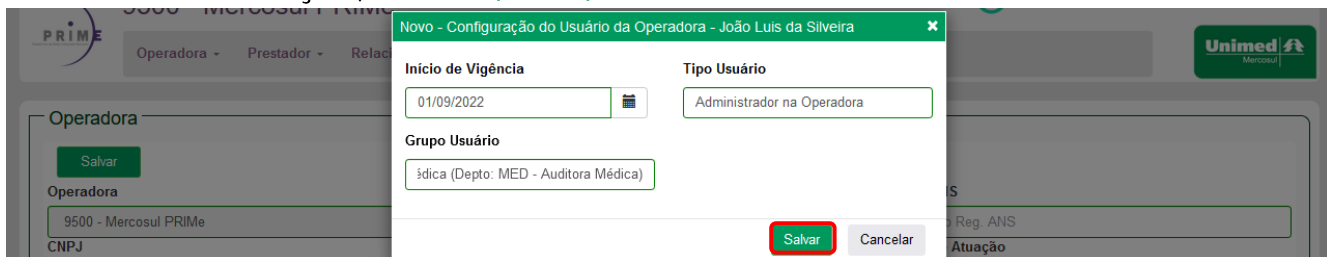 Novo - Configuração do Usuário da Operadora - João Luis da Silveira
PRIME
Operadora
Prestador
Unimed
Mercosul
Início de Vigência
Tipo Usuário
01/09/2022
Administrador na Operadora
Operadora
Grupo Usuário
Salvar
(Depto: MED - Auditora Médica)
Operadora
9500 - Mercosul PRIMe
Reg. ANS
Salvar
Cancelar
CNPJ
Atuação